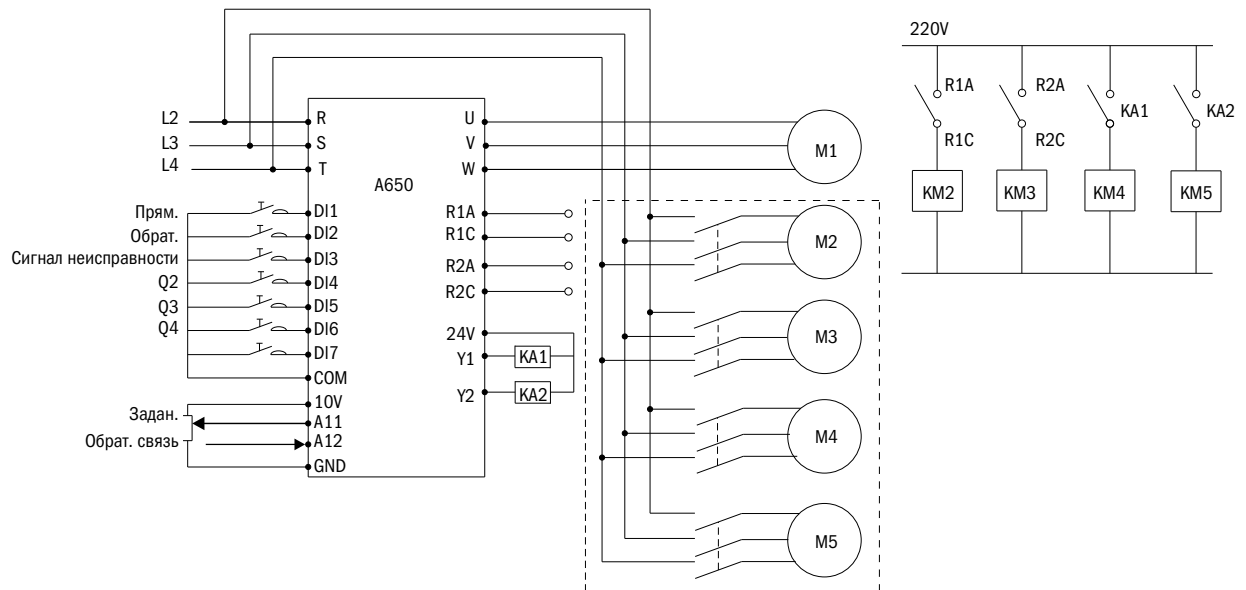 220V
R1A
R2A
KA1
KA2
R1C
R2C
KM2
KM3
KM4
KM5
L2
L3
L4
R
S
T
A650
U
V
W
M1
Прям.
Обрат.
Сигнал неисправности
Q2
Q3
Q4
DI1
DI2
DI3
DI4
DI5
DI6
DI7
COM
10V
A11
A12
GND
Задан.
Обрат. связь
R1A
R1C
R2A
R2C
24V
Y1
Y2
KA1
KA2
M2
M3
M4
M5